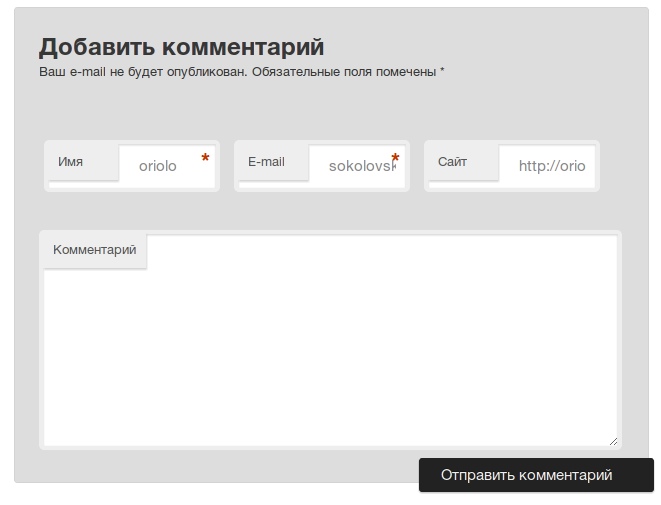 Добавить комментарий
Ваш e-mail не будет опубликован. Обязательные поля помечены *
Имя oriolo * E-mail sokolovsk * Сайт http://orio
Комментарий
Отправить комментарий